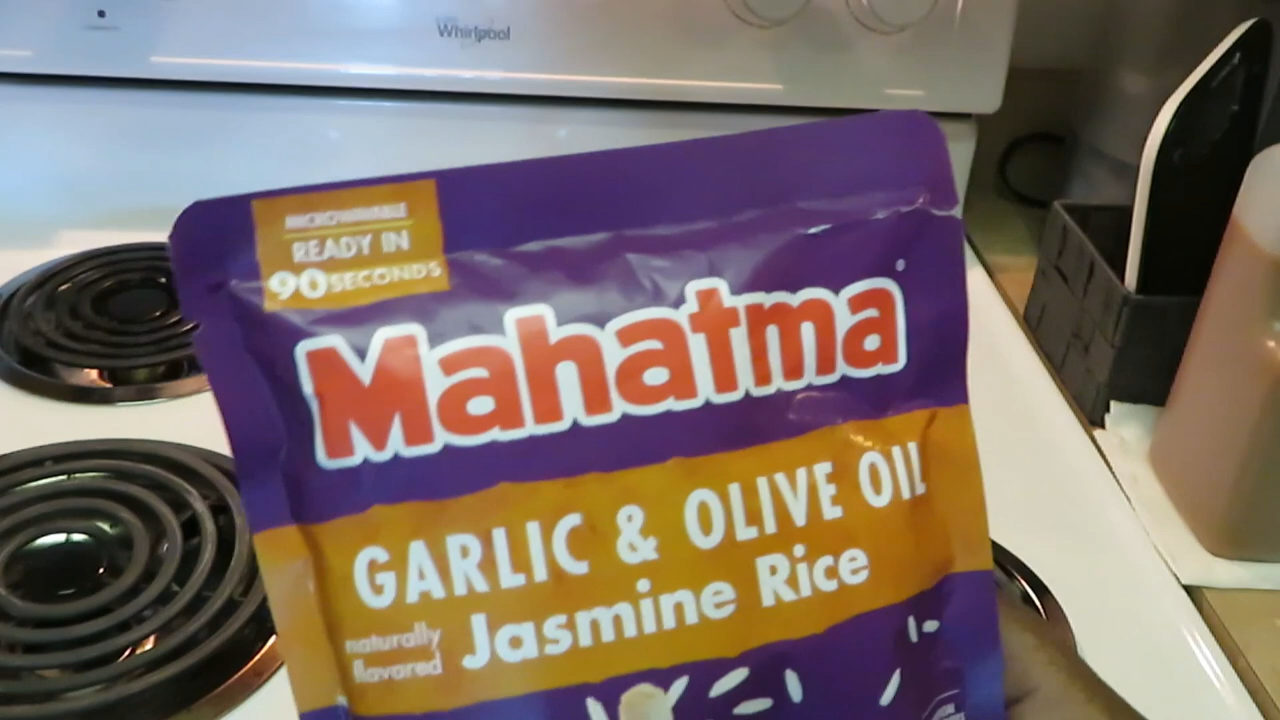 Whirlpool
MICROWAVABLE
READY IN
90 SECONDS
Mahatma
GARLIC & OLIVE OIL
naturally
flavored
Jasmine Rice